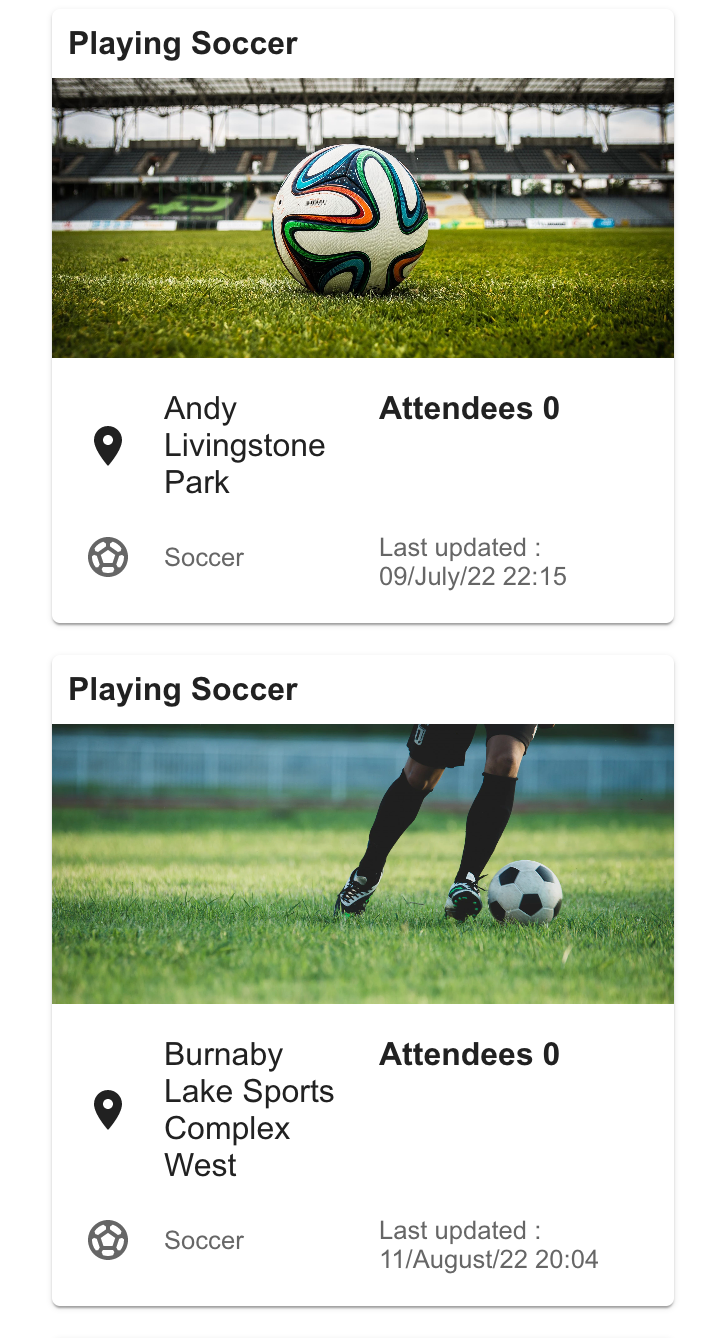 Playing Soccer
Andy
Livingstone
Park
Attendees 0
Soccer
Last updated :
09/July/22 22:15
Playing Soccer
Burnaby
Lake Sports
Complex
West
Attendees 0
Soccer
Last updated :
11/August/22 20:04